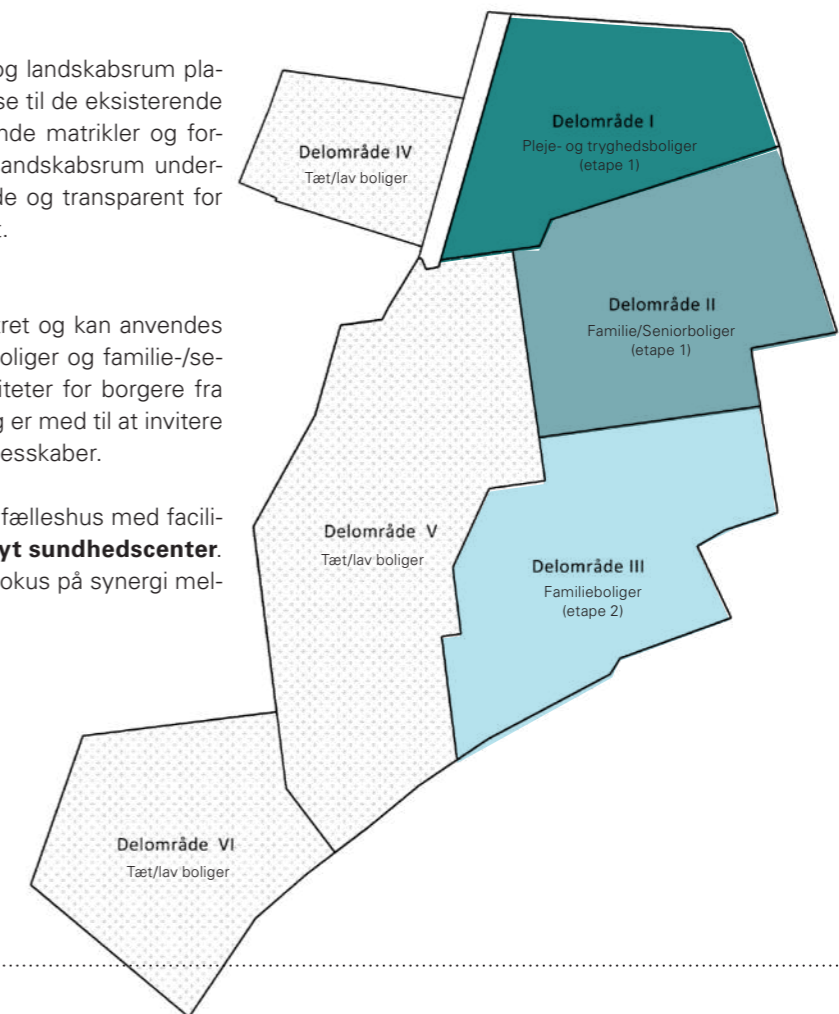 og landskabsrum pla-
se til de eksisterende
nde matrikler og for-
landskabsrum under-
de og transparent for
t.
ret og kan anvendes
oliger og familie-/se-
iteter for borgere fra
g er med til at invitere
esskaber.
fælleshus med facili-
yt sundhedscenter.
okus på synergi mel-
Delområde I
Pleje- og tryghedsboliger
(etape 1)
Delområde IV
Tæt/lav boliger
Delområde II
Familie/Seniorboliger
(etape 1)
Delområde V
Tæt/lav boliger
Delområde III
Familieboliger
(etape 2)
Delområde VI
Tæt/lav boliger